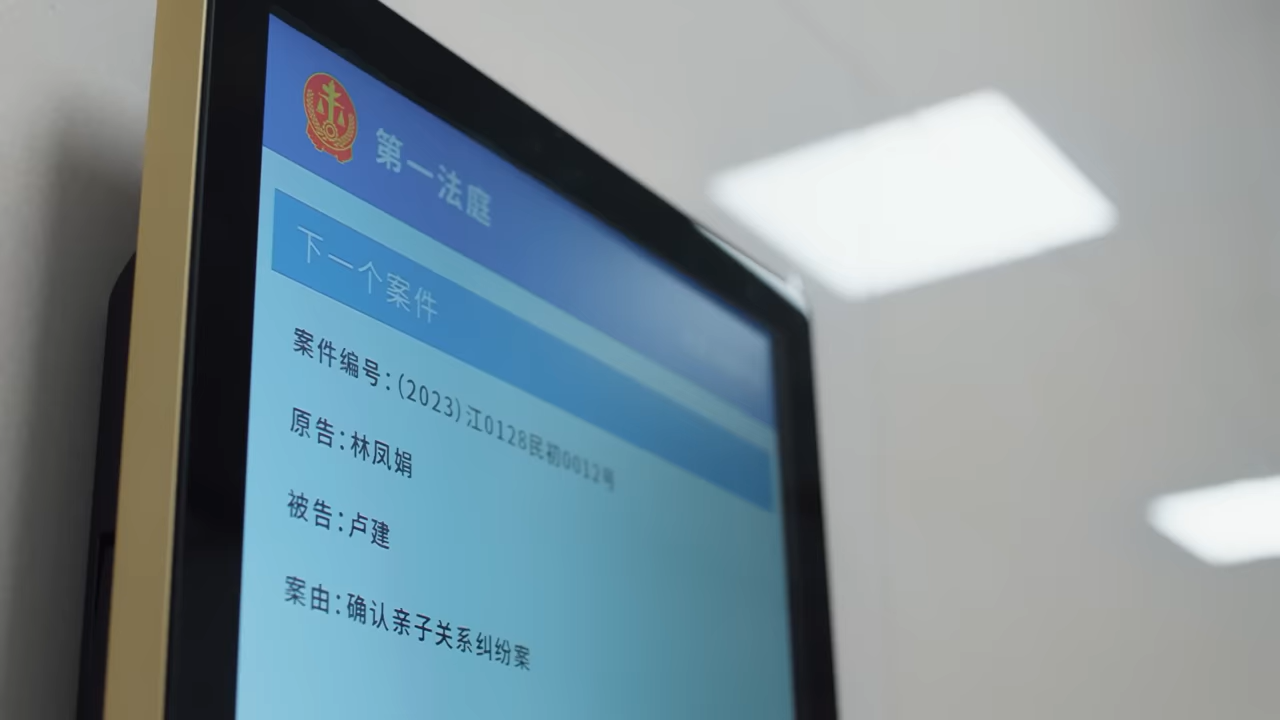 第一法庭
下一个案件
案件编号:(2023)江0128民初0012号
原告:林凤娟
被告:卢建
案由:确认亲子关系纠纷案